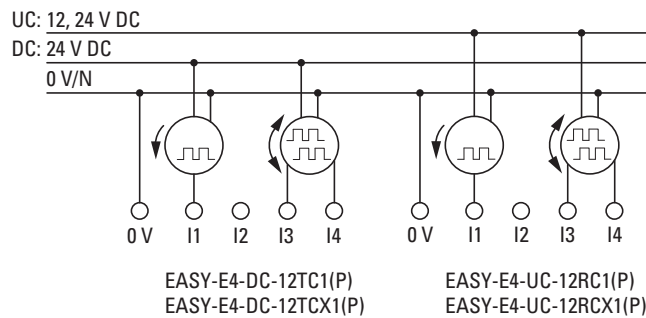 UC: 12, 24 V DC
DC: 24 V DC
0 V/N
0 V I1 I2 I3 I4 0 V I1 I2 I3 I4
EASY-E4-DC-12TC1(P) EASY-E4-UC-12RC1(P)
EASY-E4-DC-12TCX1(P) EASY-E4-UC-12RCX1(P)